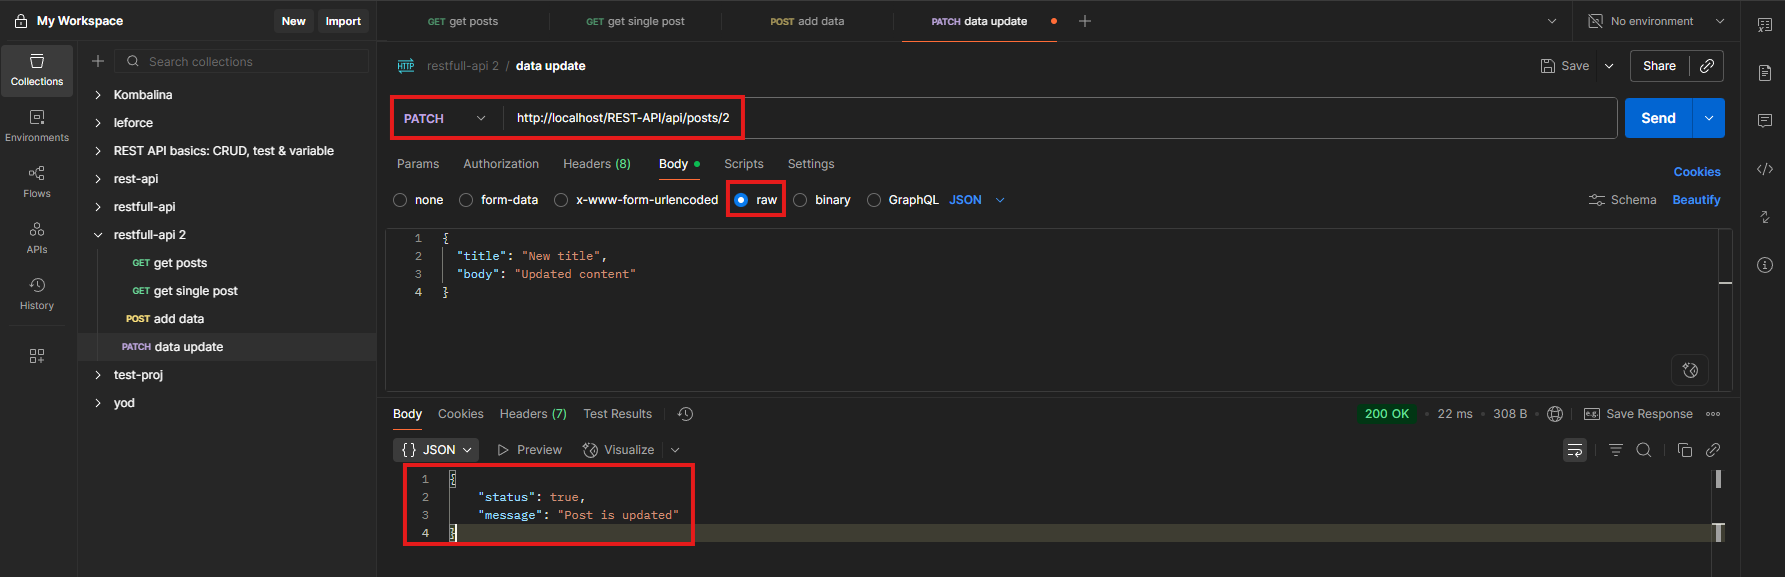 My Workspace
New
Import
GET get posts
GET get single post
POST add data
PATCH data update
No environment
Collections
Environments
Flows
APIs
History
Search collections
Kombalina
leforce
REST API basics: CRUD, test & variable
rest-api
restfull-api
restfull-api 2
GET get posts
GET get single post
POST add data
PATCH data update
test-proj
yod
HTTP restfull-api 2 / data update
Save
Share
PATCH http://localhost/REST-API/api/posts/2
Send
Params Authorization Headers (8) Body Scripts Settings
Cookies
none form-data x-www-form-urlencoded raw binary GraphQL JSON
Schema Beautify
1 {
2 "title": "New title",
3 "body": "Updated content"
4 }
Body Cookies Headers (7) Test Results
200 OK • 22 ms • 308 B • e.g. Save Response
{} JSON Preview Visualize
1 {
2 "status": true,
3 "message": "Post is updated"
4 }